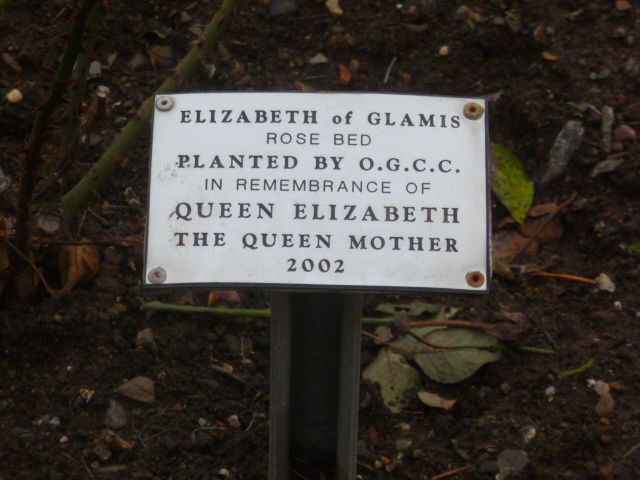 ELIZABETH of GLAMIS
ROSE BED
PLANTED BY O.G.C.C.
IN REMEMBRANCE OF
QUEEN ELIZABETH
THE QUEEN MOTHER
2002